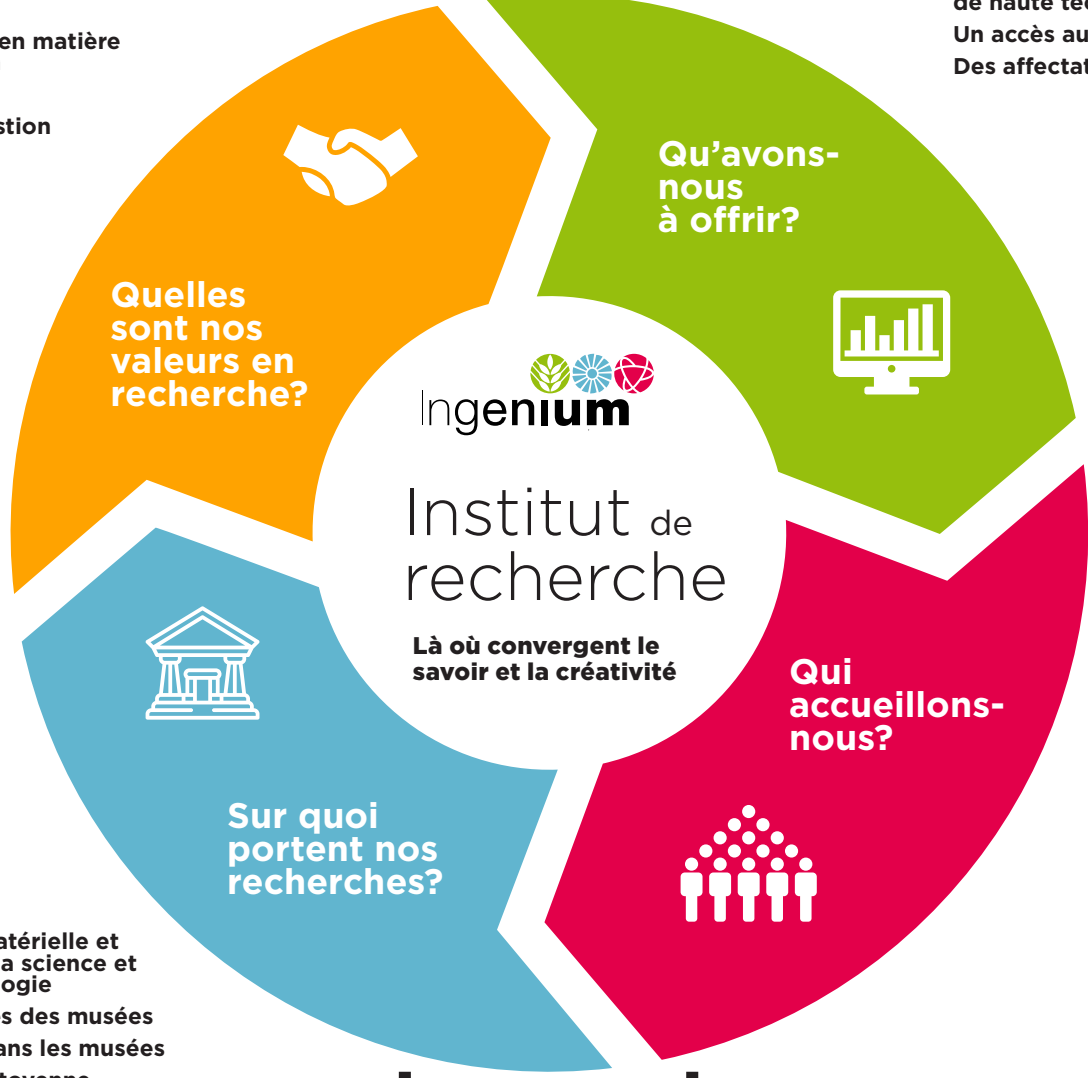 en matière
stion
de haute
Un accès au
Des
Qu'avons-
nous
à offrir?
Quelles
sont nos
valeurs en
recherche?
Ingenium
Institut de
recherche
Là où convergent le
savoir et la créativité
Qui
accueillons-
nous?
Sur quoi
portent nos
recherches?
atérielle et
a science et
ogie
s des musées
ans les musées